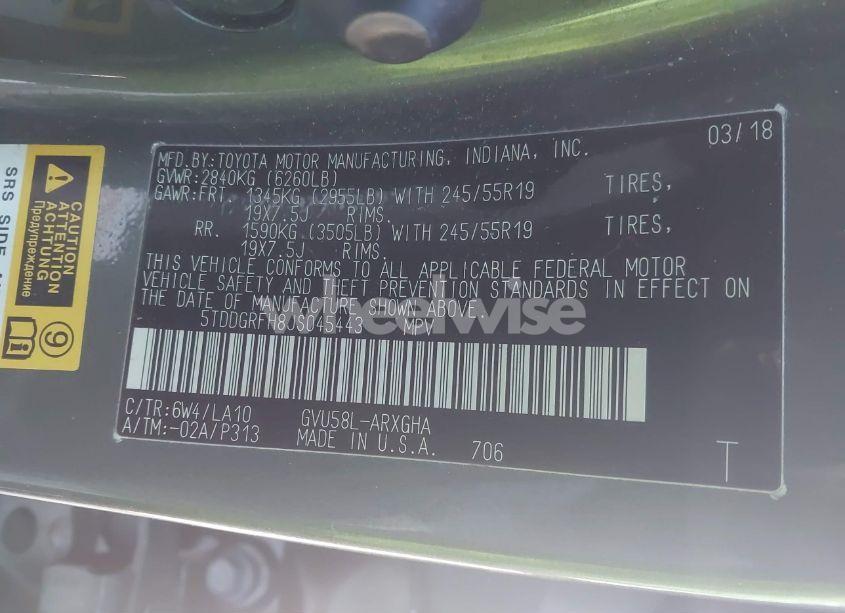 SRS SIDE
CAUTION
ATTENTION
ACHTUNG
Предупреждение
9
03/18
MFD.BY:TOYOTA MOTOR MANUFACTURING, INDIANA, INC.
GVWR:2840KG (6260LB)
GAWR:FRT. 1345KG (2955LB) WITH 245/55R19 TIRES,
19X7.5J RIMS.
RR. 1590KG (3505LB) WITH 245/55R19 TIRES,
19X7.5J RIMS.
THIS VEHICLE CONFORMS TO ALL APPLICABLE FEDERAL MOTOR
VEHICLE SAFETY AND THEFT PREVENTION STANDARDS IN EFFECT ON
THE DATE OF MANUFACTURE SHOWN ABOVE.
5TDDGRFH8JS045443 MPV
wheelwise
C/TR:6W4/LA10 GVU58L-ARXGHA
A/TM:-02A/P313 MADE IN U.S.A. 706
T